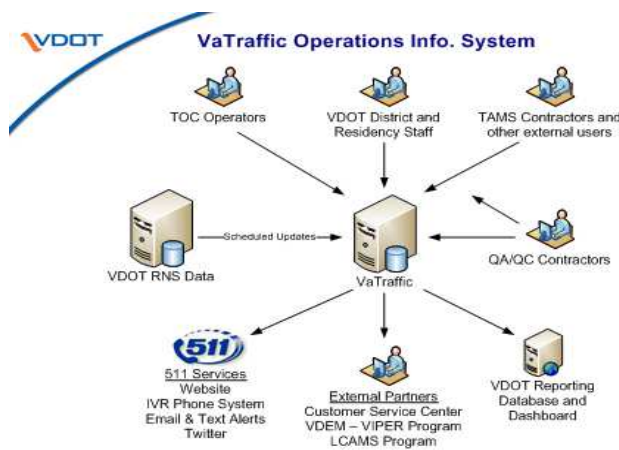 VDOT
VaTraffic Operations Info. System
TOC Operators
VDOT District and
Residency Staff
TAMS Contractors and
other external users
VDOT RNS Data
Scheduled Updates
VaTraffic
QA/QC Contractors
511
511 Services
Website
IVR Phone System
Email & Text Alerts
Twitter
External Partners
Customer Service Center
VDEM – VIPER Program
LCAMS Program
VDOT Reporting
Database and
Dashboard